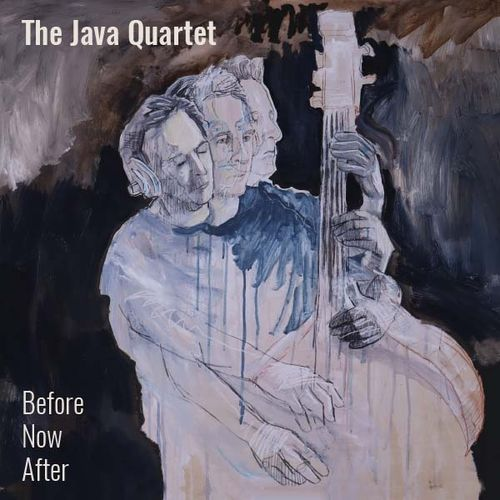 The Java Quartet
Before
Now
After